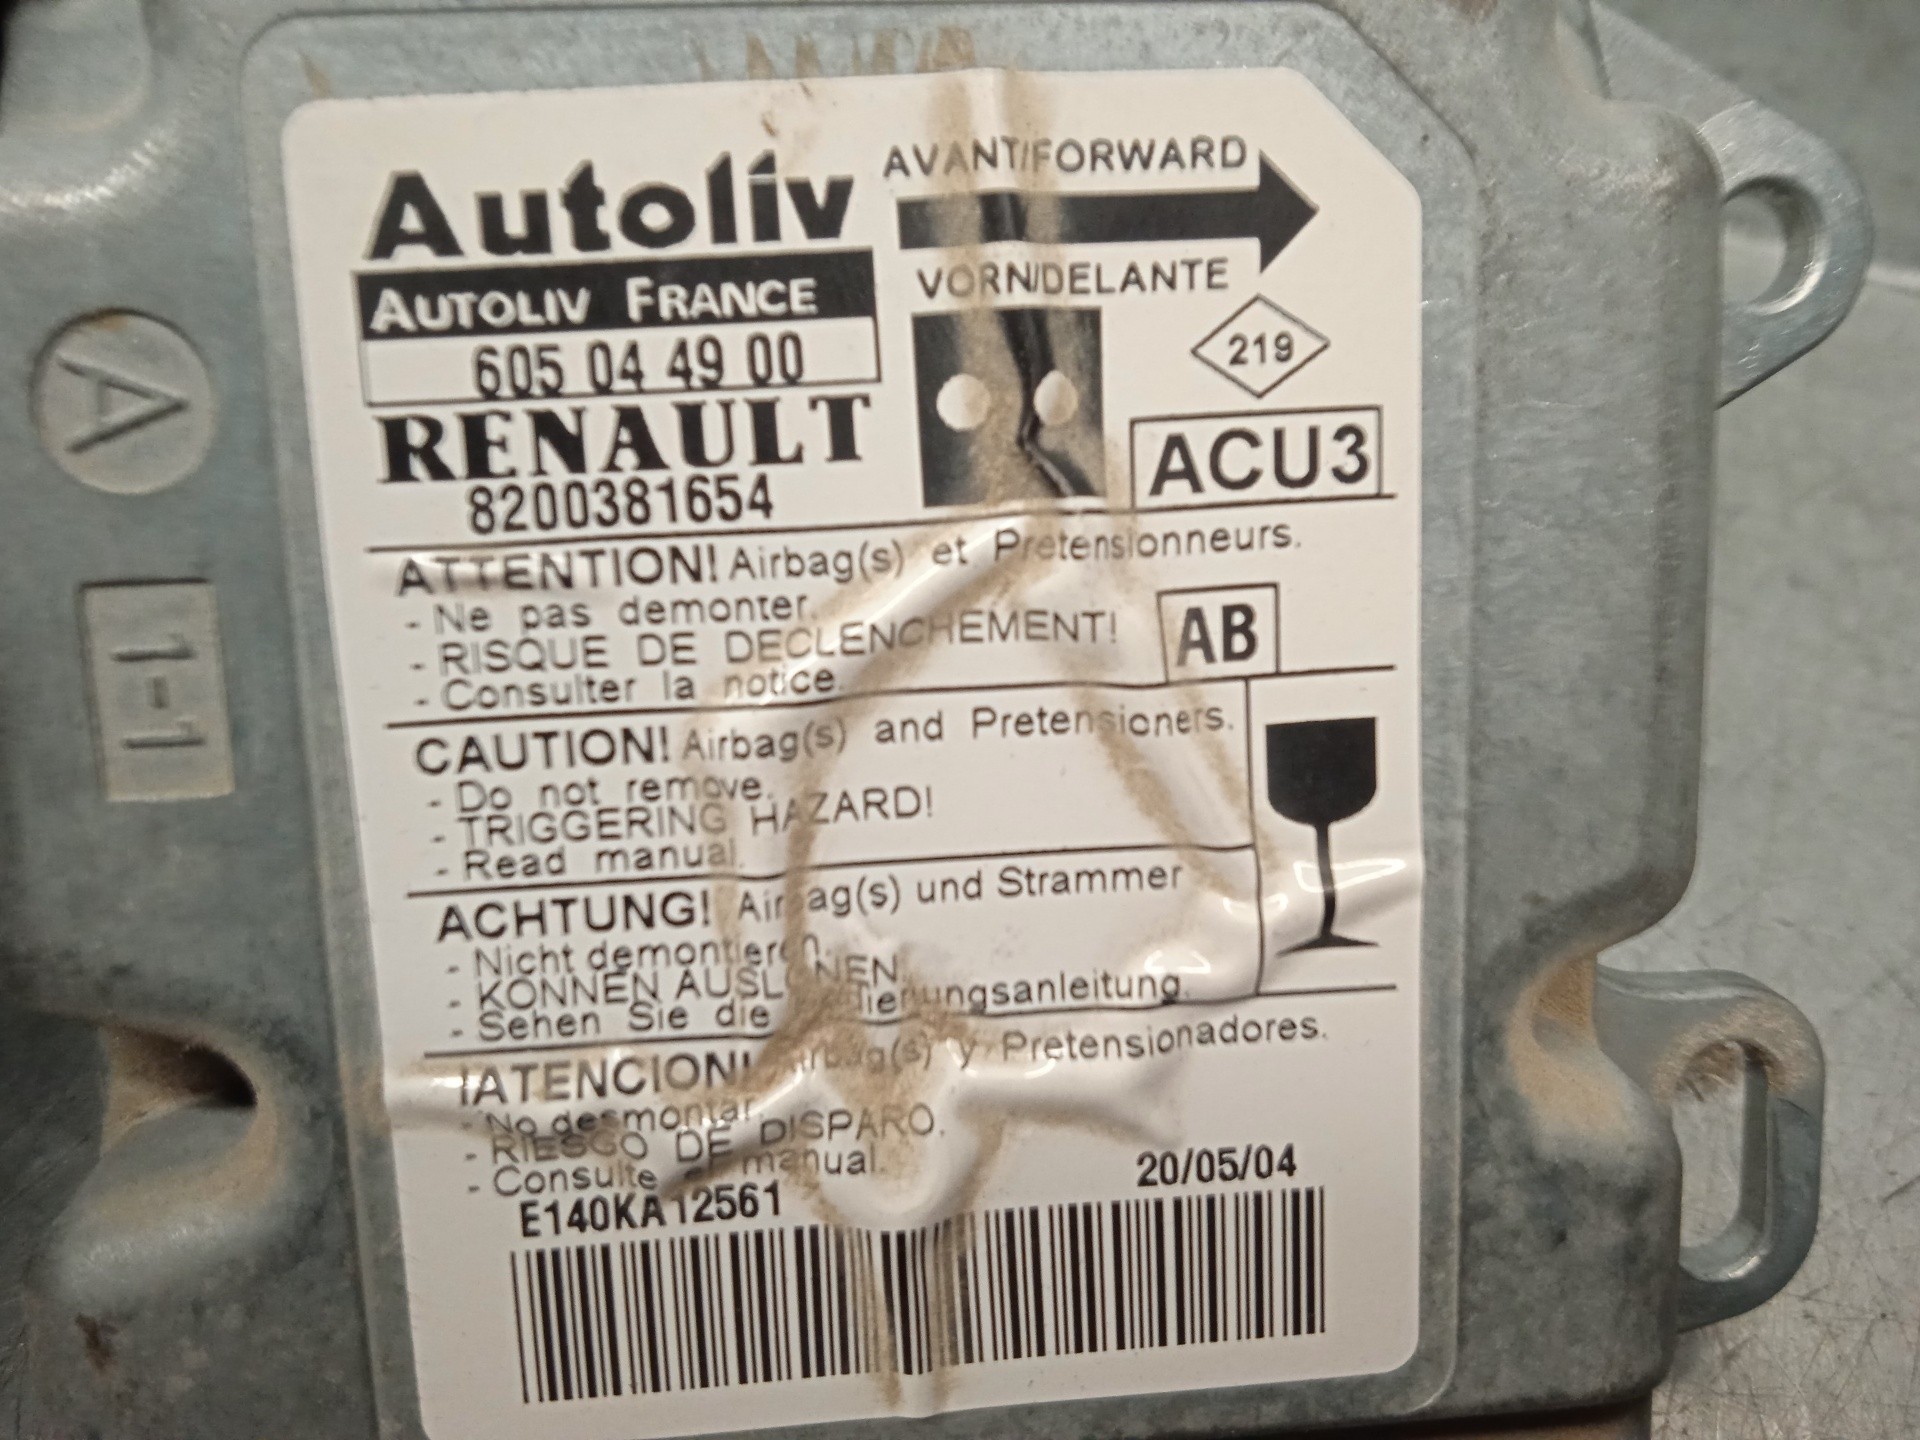 Autoliv
AUTOLIV FRANCE
605 04 49 00
RENAULT
8200381654
AVANT/FORWARD
VORN/DELANTE
219
ACU3
ATTENTION! Airbag(s) et Pretensionneurs.
- Ne pas demonter.
- RISQUE DE DECLENCHEMENT!
- Consulter la notice.
AB
CAUTION! Airbag(s) and Pretensioners.
- Do not remove.
- TRIGGERING HAZARD!
- Read manual.
ACHTUNG! Airbag(s) und Strammer
- Nicht demontieren.
- KONNEN
- Sehen Sie die
!ATENCION! Airbag(s) y Pretensionadores.
- No desmontar.
- RIESGO DE DISPARO.
- Consulte manual.
E140KA12561
20/05/04
A
1-1